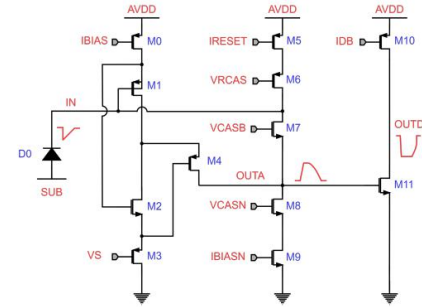 AVDD AVDD AVDD
IBIAS M0 IRESET M5 IDB M10
M1 VRCAS M6
IN
VCASB M7 OUTD
D0 M4
OUTA
SUB M11
M2 VCASN M8
VS M3 IBIASN M9